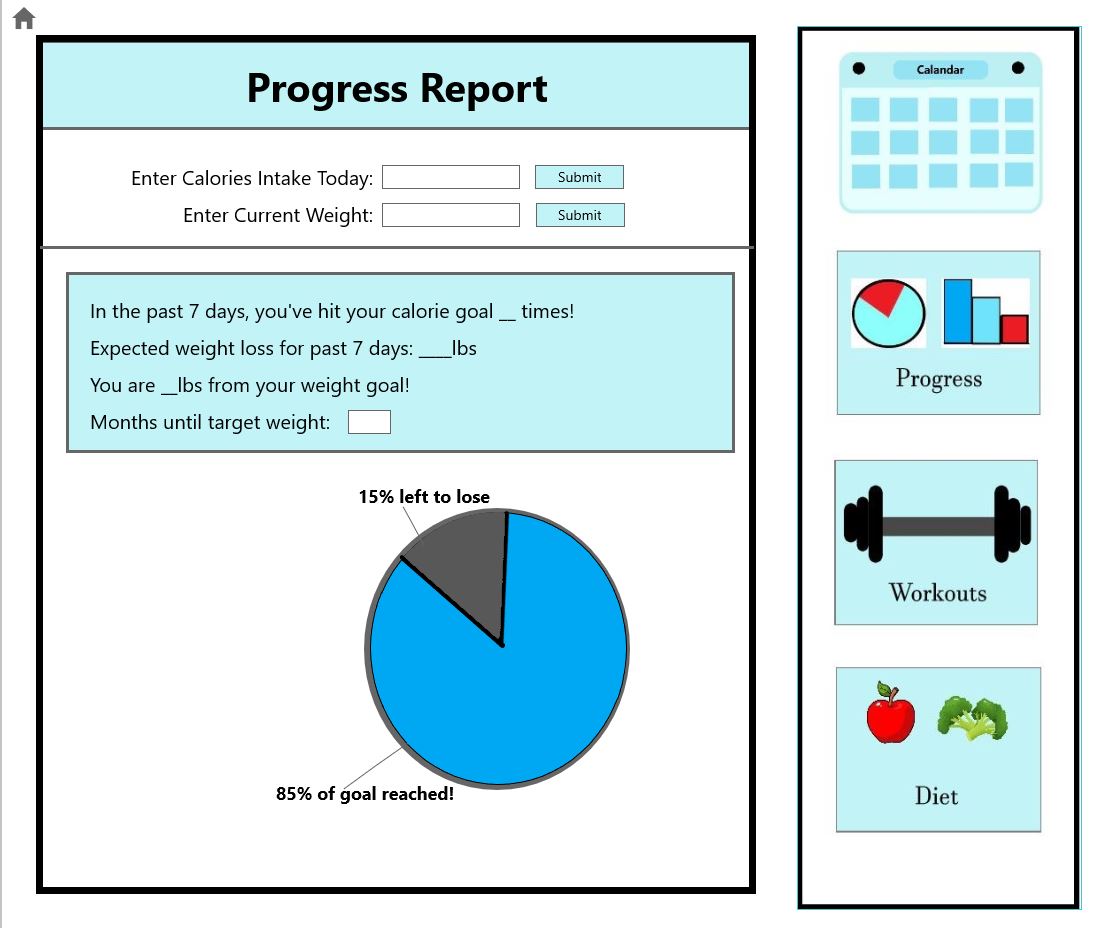 Progress Report
Enter Calories Intake Today:
Submit
Enter Current Weight:
Submit
In the past 7 days, you've hit your calorie goal __ times!
Expected weight loss for past 7 days: ____lbs
You are __lbs from your weight goal!
Months until target weight:
15% left to lose
85% of goal reached!
Calandar
Progress
Workouts
Diet